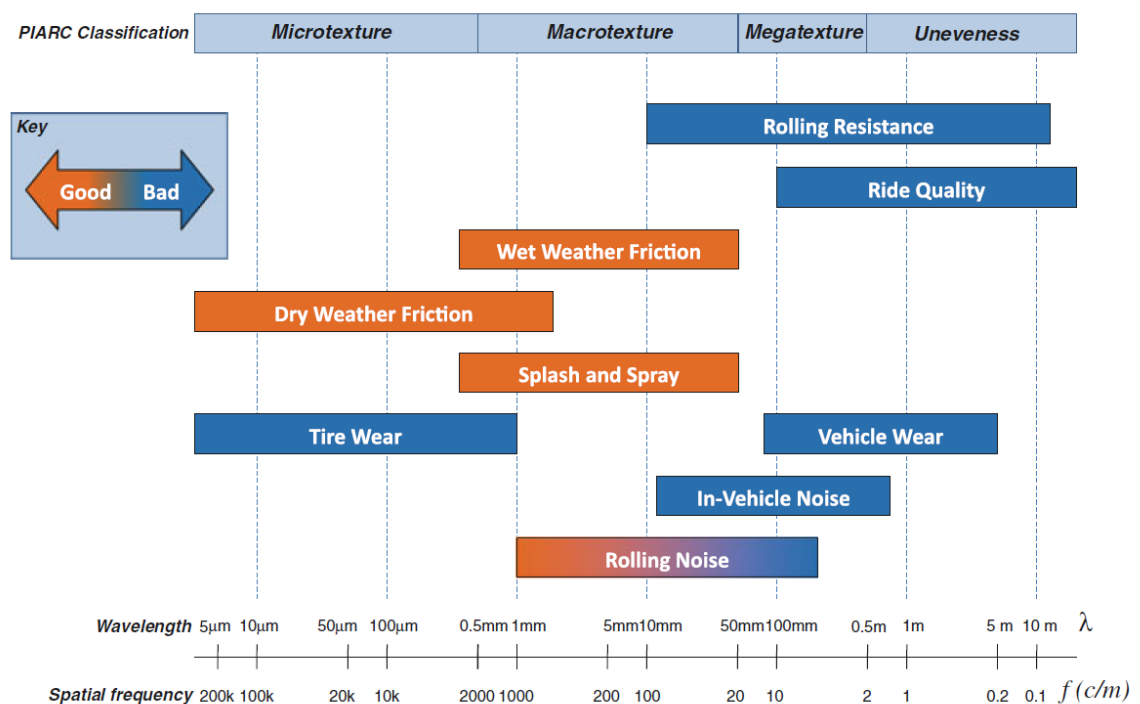 PIARC Classification Microtexture Macrotexture Megatexture Uneveness
Key
Good Bad
Rolling Resistance
Ride Quality
Wet Weather Friction
Dry Weather Friction
Splash and Spray
Tire Wear Vehicle Wear
In-Vehicle Noise
Rolling Noise
Wavelength 5μm 10μm 50μm 100μm 0.5mm 1mm 5mm 10mm 50mm 100mm 0.5m 1m 5 m 10 m λ
Spatial frequency 200k 100k 20k 10k 2000 1000 200 100 20 10 2 1 0.2 0.1 f (c/m)